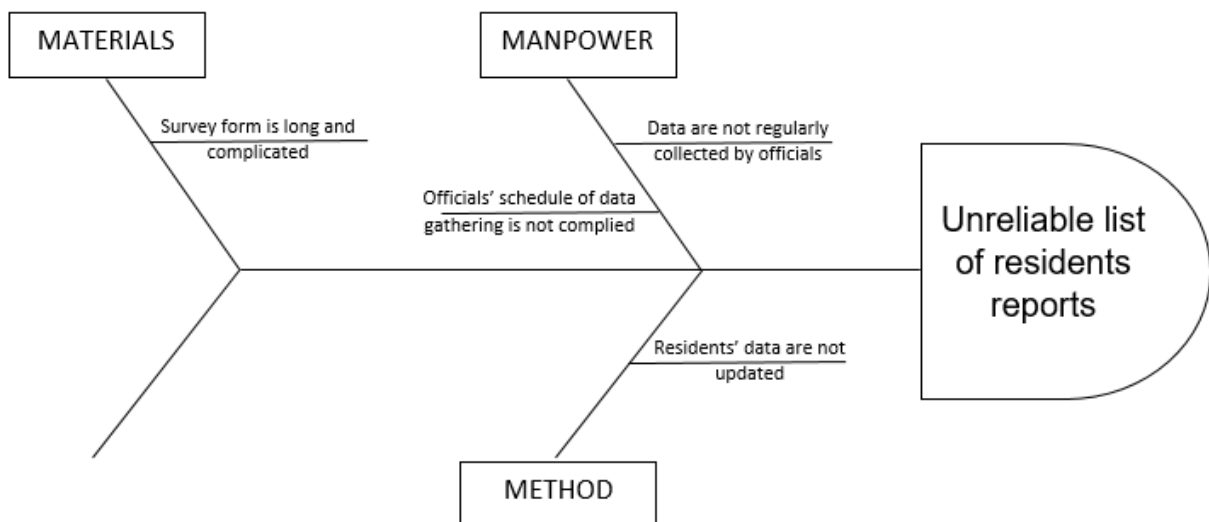 MATERIALS
MANPOWER
Survey form is long and
complicated
Data are not regularly
collected by officials
Officials’ schedule of data
gathering is not complied
Unreliable list
of residents
reports
Residents’ data are not
updated
METHOD